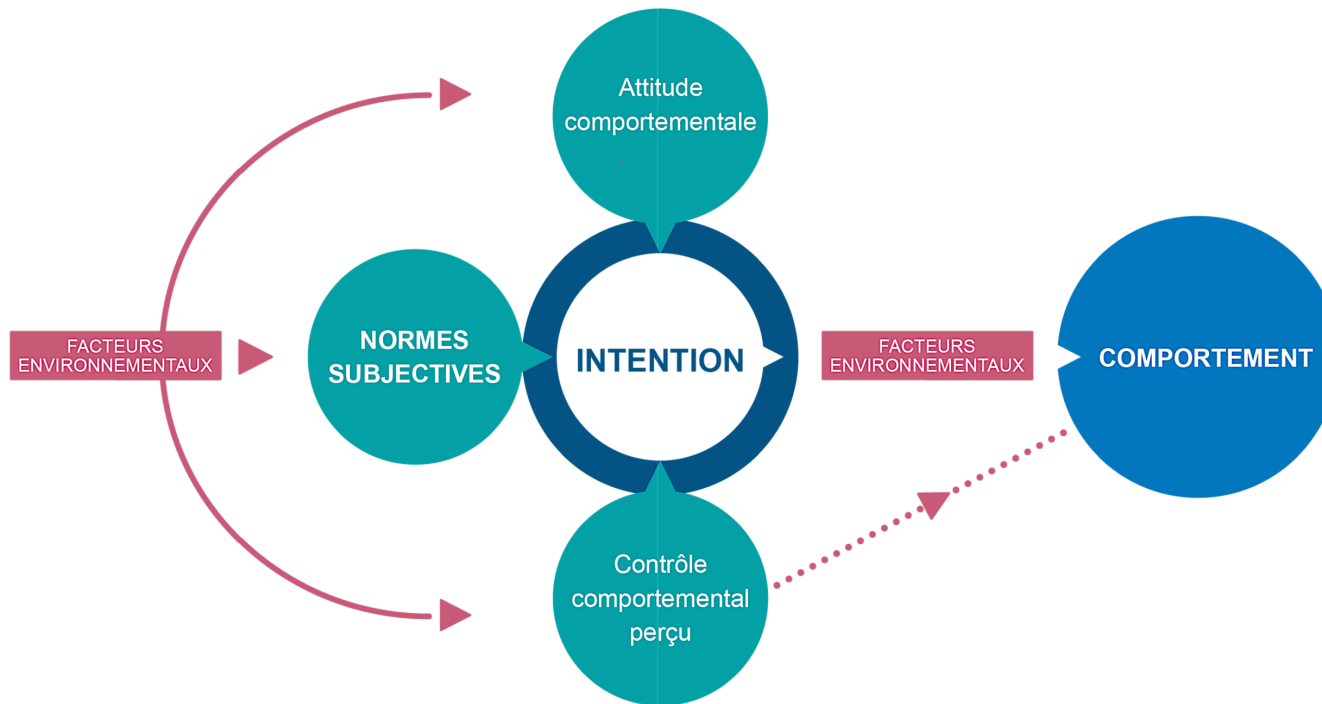 Attitude
comportementale
FACTEURS
ENVIRONNEMENTAUX
NORMES
SUBJECTIVES
INTENTION
FACTEURS
ENVIRONNEMENTAUX
COMPORTEMENT
Contrôle
comportemental
perçu